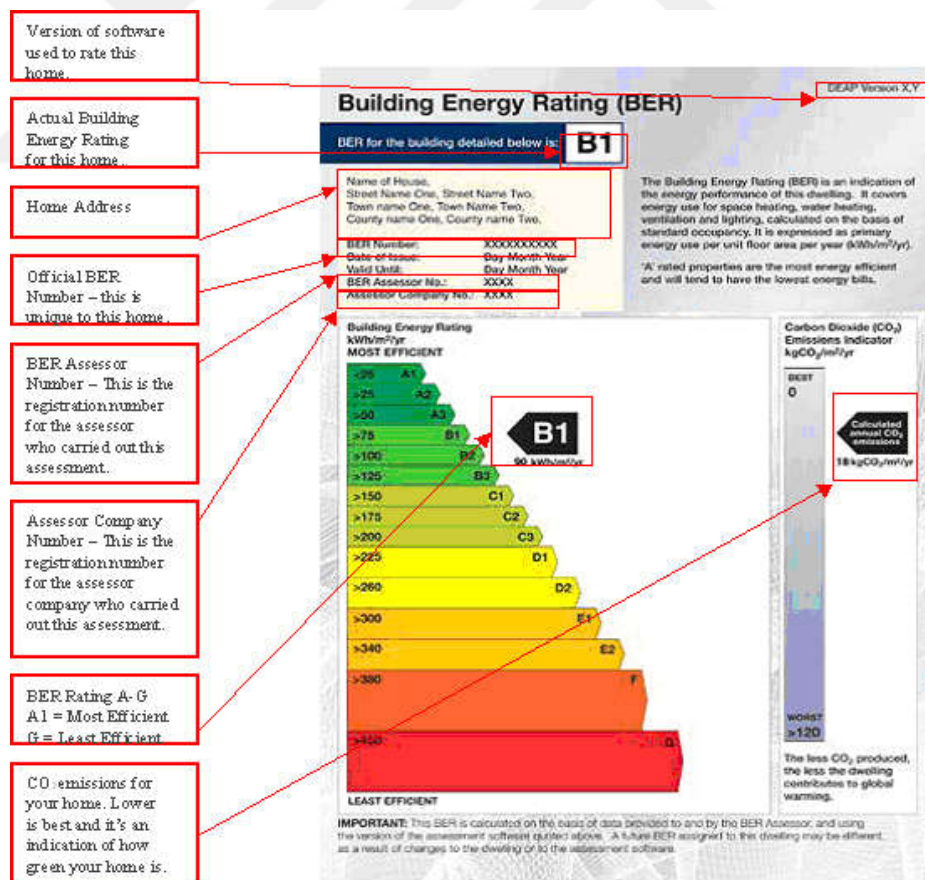 Version of software
used to rate this
home.
Actual Building
Energy Rating
for this home.
Home Address
Official BER
Number – this is
unique to this home.
BER Assessor
Number – This is the
registration number
for the assessor
who carried out this
assessment.
Assessor Company
Number – This is the
registration number
for the assessor
company who carried
out this assessment.
BER Rating A-G
A1 = Most Efficient
G = Least Efficient
CO2 emissions for
your home. Lower
is best and it's an
indication of how
green your home is.
DEAP Version X,Y
Building Energy Rating (BER)
BER for the building detailed below is: B1
Name of House,
Street Name One, Street Name Two,
Town name One, Town Name Two,
County name One, County name Two,
BER Number: XXXXXXXXXX
Date of Issue: Day Month Year
Valid Until: Day Month Year
BER Assessor No.: XXXX
Assessor Company No.: XXXX
The Building Energy Rating (BER) is an indication of
the energy performance of this dwelling. It covers
energy use for space heating, water heating,
ventilation and lighting, calculated on the basis of
standard occupancy. It is expressed as primary
energy use per unit floor area per year (kWh/m²/yr).
'A' rated properties are the most energy efficient
and will tend to have the lowest energy bills.
Building Energy Rating
kWh/m²/yr
MOST EFFICIENT
<25 A1
>25 A2
>50 A3
>75 B1
>100 B2
>125 B3
>150 C1
>175 C2
>200 C3
>225 D1
>260 D2
>300 E1
>340 E2
>380 F
>450 G
LEAST EFFICIENT
B1
90 kWh/m²/yr
Carbon Dioxide (CO₂)
Emissions Indicator
kgCO₂/m²/yr
BEST
0
Calculated
annual CO₂
emissions
18 kgCO₂/m²/yr
WORST
>120
The less CO₂ produced,
the less the dwelling
contributes to global
warming.
IMPORTANT: This BER is calculated on the basis of data provided to and by the BER Assessor, and using
the version of the assessment software quoted above. A future BER assigned to this dwelling may be different,
as a result of changes to the dwelling or to the assessment software.